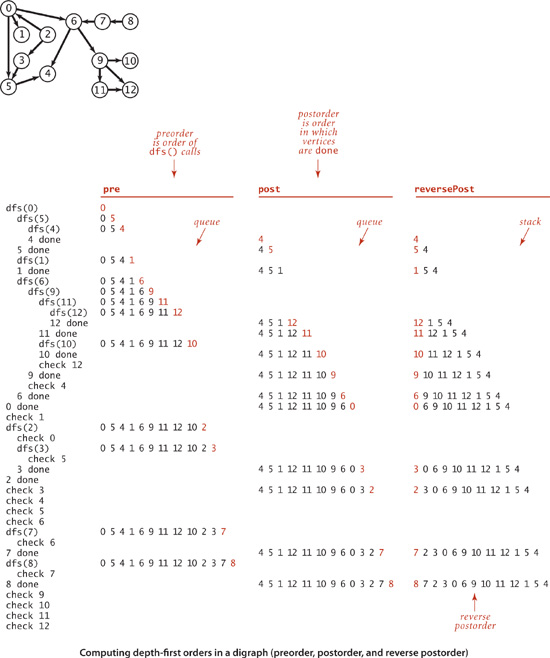 0 6 7 8
1 2
3 4 9 10
5 11 12
preorder
is order of
dfs() calls
postorder
is order
in which
vertices
are done
pre post reversePost
dfs(0) 0
dfs(5) 0 5 queue queue stack
dfs(4) 0 5 4
4 done 4 4
5 done 4 5 5 4
dfs(1) 0 5 4 1
1 done 4 5 1 1 5 4
dfs(6) 0 5 4 1 6
dfs(9) 0 5 4 1 6 9
dfs(11) 0 5 4 1 6 9 11
dfs(12) 0 5 4 1 6 9 11 12
12 done 4 5 1 12 12 1 5 4
11 done 4 5 1 12 11 11 12 1 5 4
dfs(10) 0 5 4 1 6 9 11 12 10
10 done 4 5 1 12 11 10 10 11 12 1 5 4
check 12
9 done 4 5 1 12 11 10 9 9 10 11 12 1 5 4
check 4
6 done 4 5 1 12 11 10 9 6 6 9 10 11 12 1 5 4
0 done 4 5 1 12 11 10 9 6 0 0 6 9 10 11 12 1 5 4
check 1
dfs(2) 0 5 4 1 6 9 11 12 10 2
check 0
dfs(3) 0 5 4 1 6 9 11 12 10 2 3
check 5
3 done 4 5 1 12 11 10 9 6 0 3 3 0 6 9 10 11 12 1 5 4
2 done
check 3 4 5 1 12 11 10 9 6 0 3 2 2 3 0 6 9 10 11 12 1 5 4
check 4
check 5
check 6
dfs(7) 0 5 4 1 6 9 11 12 10 2 3 7
check 6
7 done 4 5 1 12 11 10 9 6 0 3 2 7 7 2 3 0 6 9 10 11 12 1 5 4
dfs(8) 0 5 4 1 6 9 11 12 10 2 3 7 8
check 7
8 done 4 5 1 12 11 10 9 6 0 3 2 7 8 8 7 2 3 0 6 9 10 11 12 1 5 4
check 9
check 10
check 11 reverse
check 12 postorder
Computing depth-first orders in a digraph (preorder, postorder, and reverse postorder)